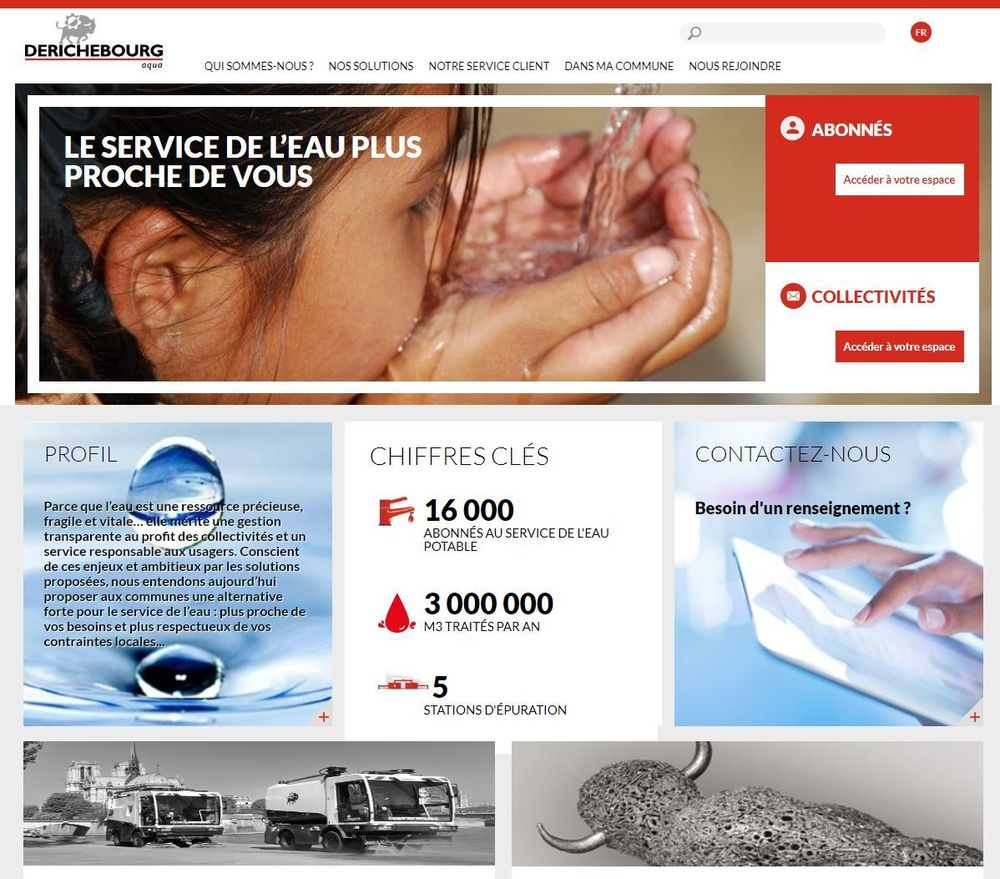 DERICHEBOURG
aqua
FR
QUI SOMMES-NOUS ?
NOS SOLUTIONS
NOTRE SERVICE CLIENT
DANS MA COMMUNE
NOUS REJOINDRE
LE SERVICE DE L'EAU PLUS
PROCHE DE VOUS
ABONNÉS
Accéder à votre espace
COLLECTIVITÉS
Accéder à votre espace
PROFIL
Parce que l'eau est une ressource précieuse,
fragile et vitale... elle mérite une gestion
transparente au profit des collectivités et un
service responsable aux usagers. Conscient
de ces enjeux et ambitieux par les solutions
proposées, nous entendons aujourd'hui
proposer aux communes une alternative
forte pour le service de l'eau : plus proche de
vos besoins et plus respectueux de vos
contraintes locales...
+
CHIFFRES CLÉS
16 000
ABONNÉS AU SERVICE DE L'EAU
POTABLE
3 000 000
M3 TRAITÉS PAR AN
5
STATIONS D'ÉPURATION
CONTACTEZ-NOUS
Besoin d'un renseignement ?
+
DERICHEBOURG